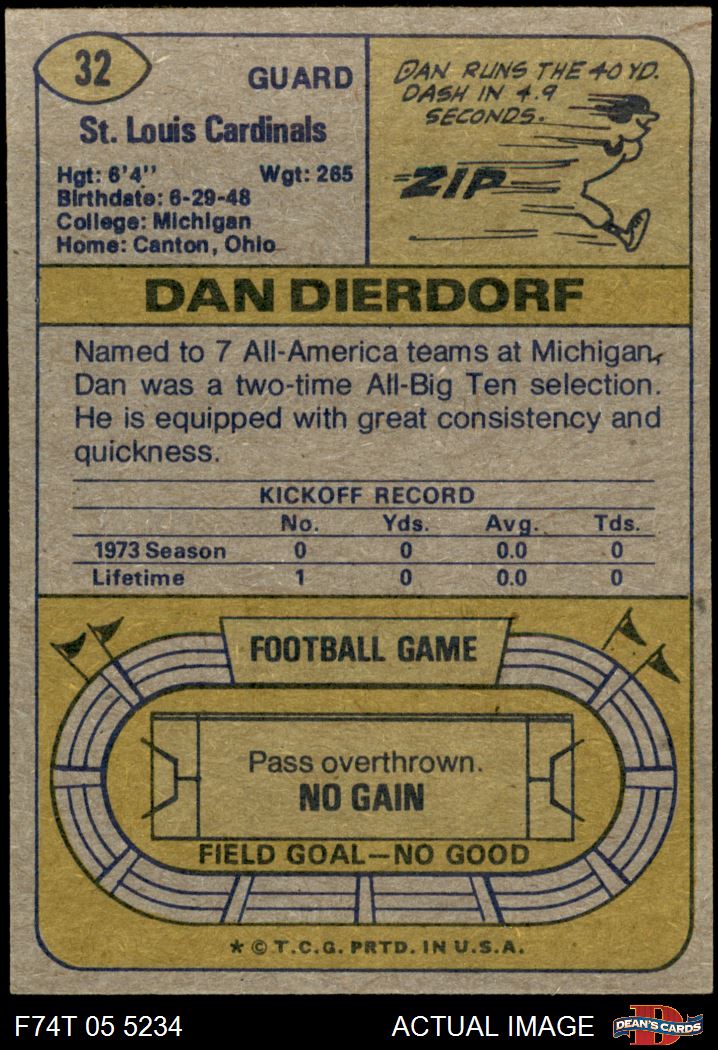 32
GUARD
St. Louis Cardinals
Hgt: 6'4" Wgt: 265
Birthdate: 6-29-48
College: Michigan
Home: Canton, Ohio
DAN RUNS THE 40 YD.
DASH IN 4.9
SECONDS.
ZIP
DAN DIERDORF
Named to 7 All-America teams at Michigan,
Dan was a two-time All-Big Ten selection.
He is equipped with great consistency and
quickness.
KICKOFF RECORD
No. Yds. Avg. Tds.
1973 Season 0 0 0.0 0
Lifetime 1 0 0.0 0
FOOTBALL GAME
Pass overthrown.
NO GAIN
FIELD GOAL—NO GOOD
* © T.C.G. PRTD. IN U.S.A.
F74T 05 5234 ACTUAL IMAGE D DEAN'S CARDS